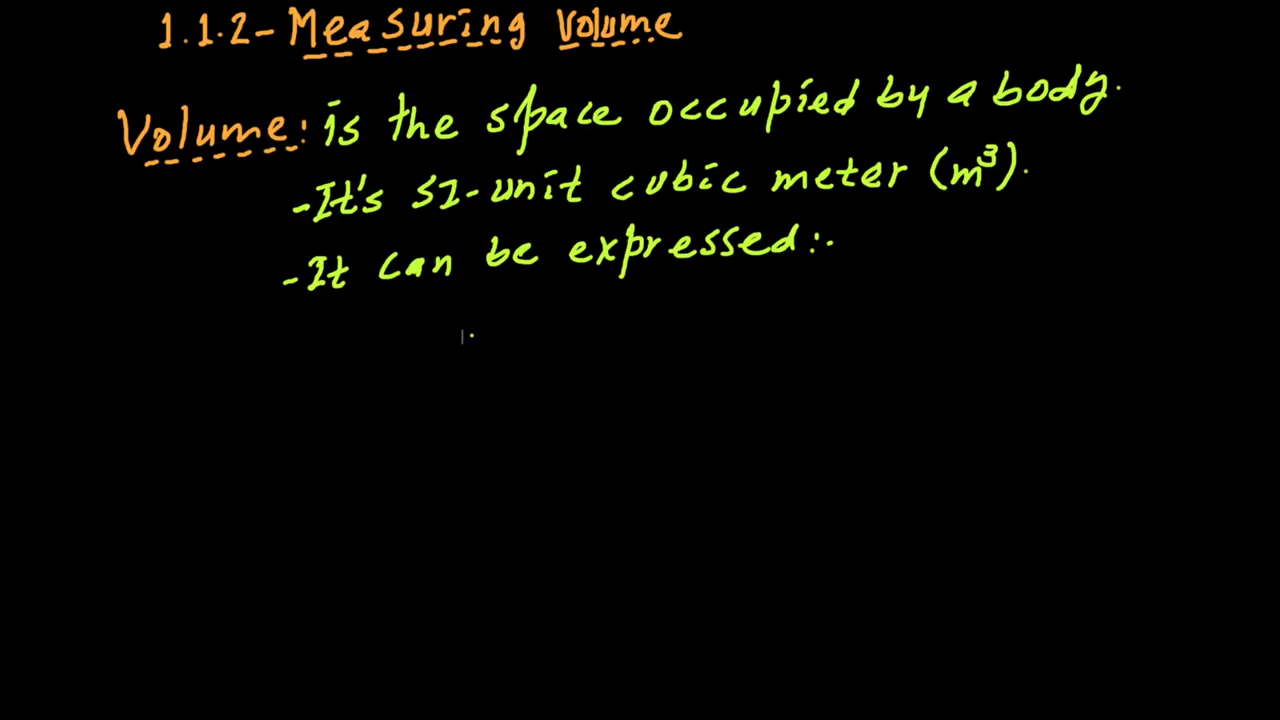 1.1.2- Measuring Volume
Volume: is the space occupied by a body.
-It's SI-unit cubic meter (m³).
-It can be expressed:.